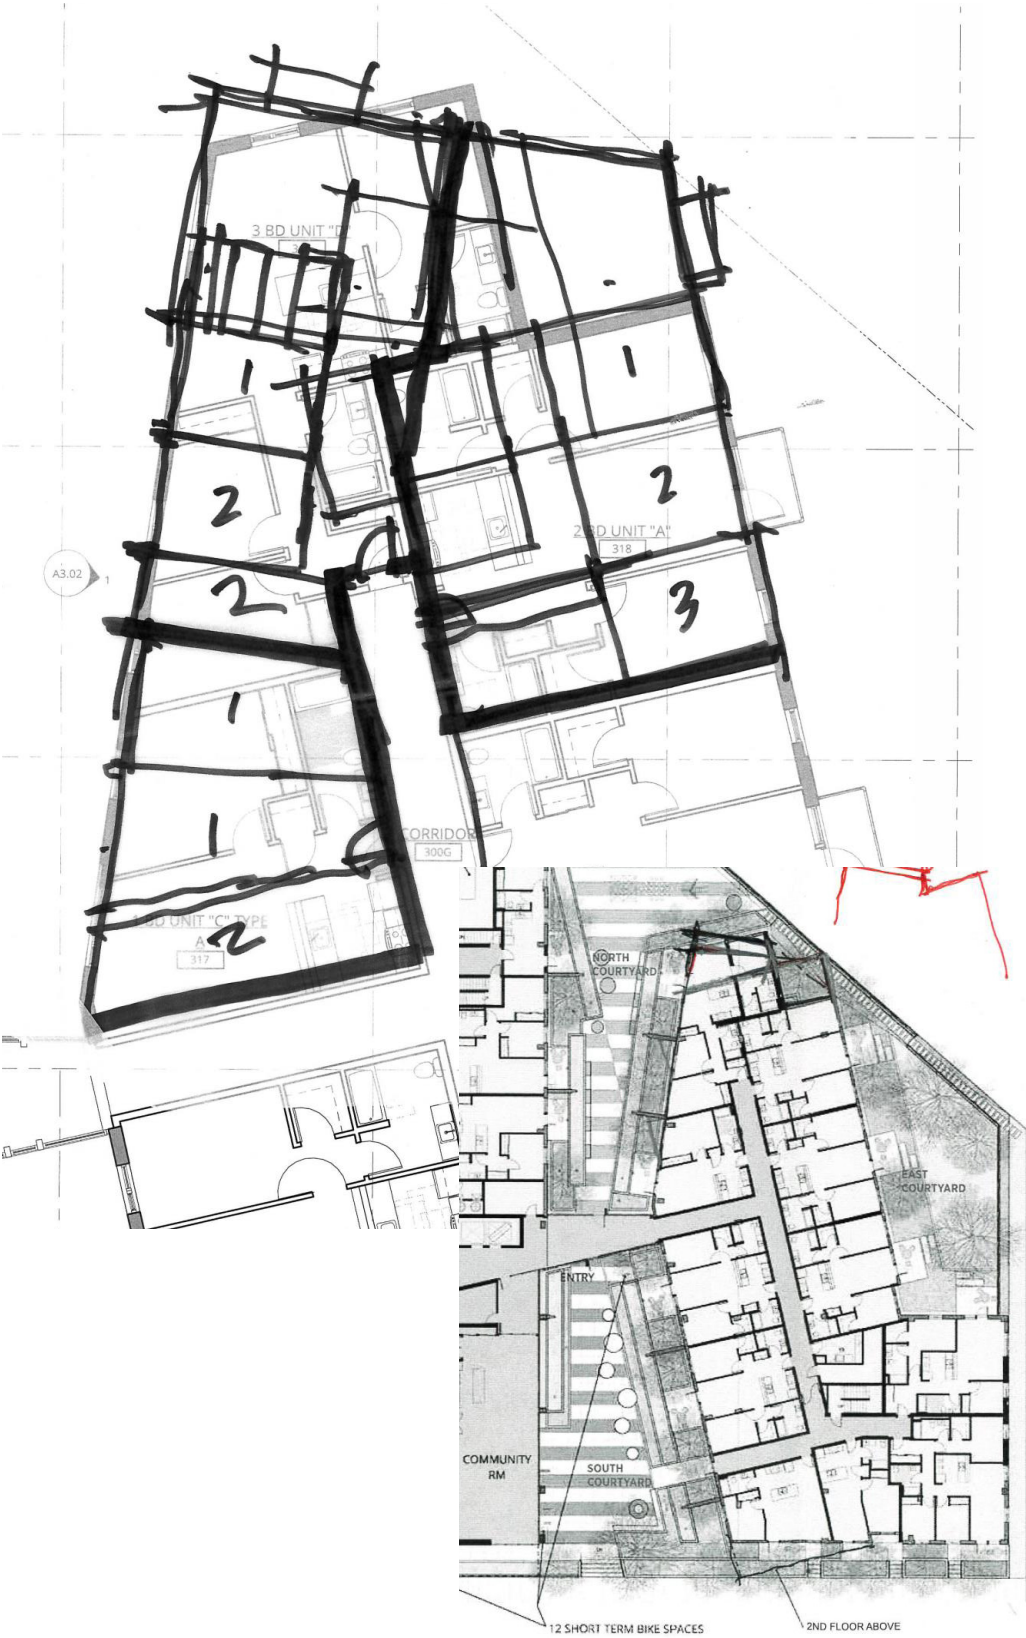 3 BD UNIT "D"
1
1
2
2
2 BD UNIT "A"
318
A3.02
1
2
3
1
1
CORRIDOR
300G
1 BD UNIT "C" TYPE
A
2
317
NORTH
COURTYARD
EAST
COURTYARD
ENTRY
COMMUNITY
RM
SOUTH
COURTYARD
12 SHORT TERM BIKE SPACES
2ND FLOOR ABOVE